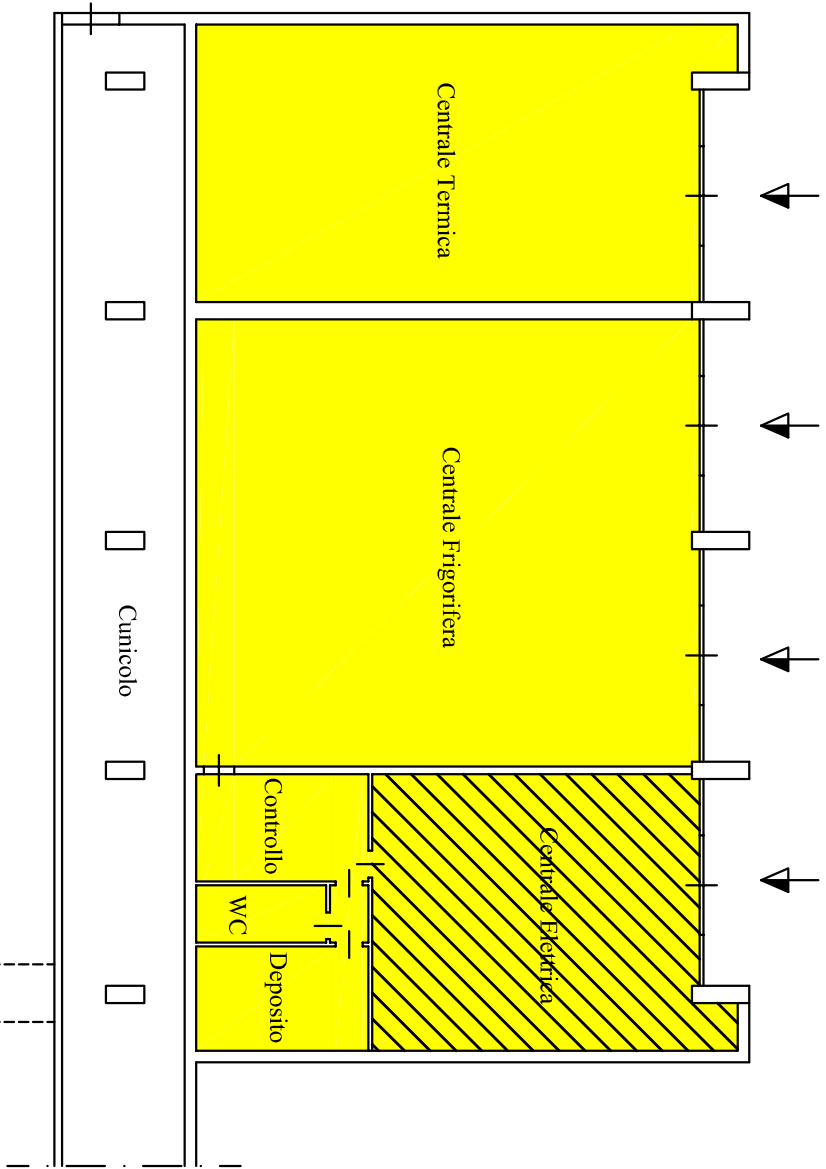 Centrale Termica
Centrale Frigorifera
Cunicolo
Controllo
Centrale Elettrica
WC
Deposito